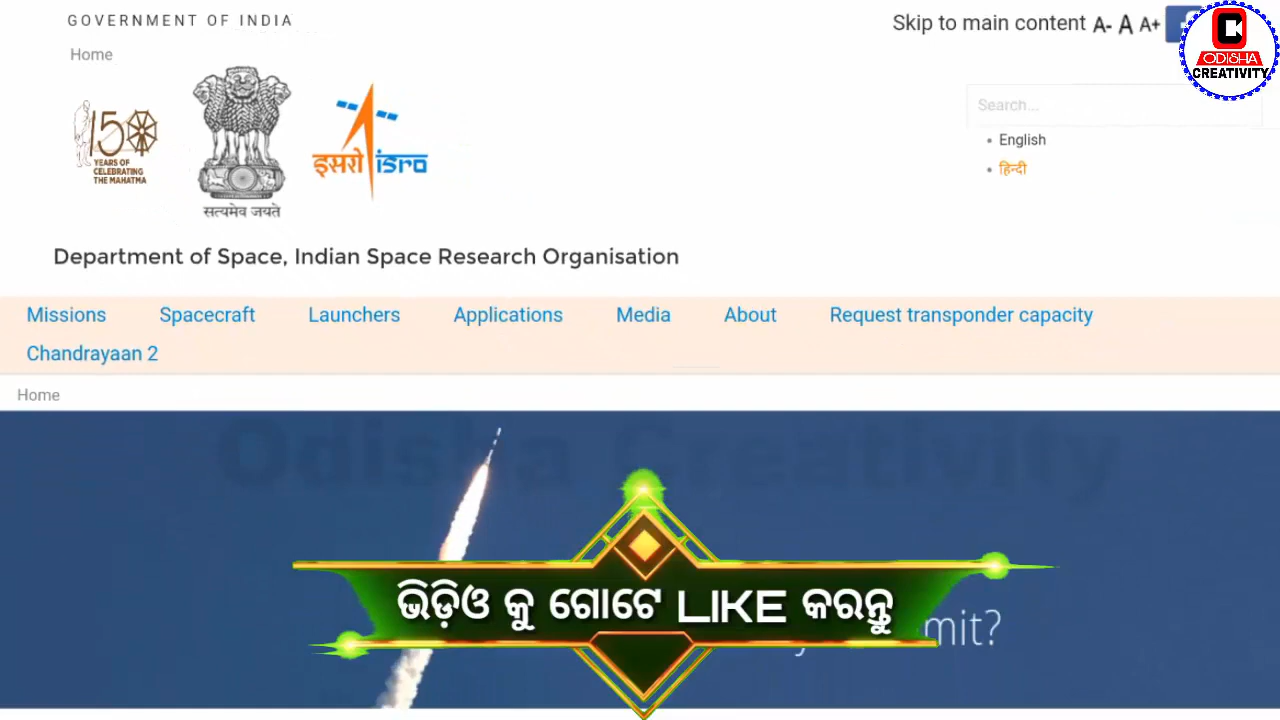 GOVERNMENT OF INDIA
Skip to main content A- A A+
ODISHA
CREATIVITY
Home
150
YEARS OF
CELEBRATING
THE MAHATMA
सत्यमेव जयते
इसरो isro
Search...
English
हिन्दी
Department of Space, Indian Space Research Organisation
Missions Spacecraft Launchers Applications Media About Request transponder capacity
Chandrayaan 2
Home
Odisha Creativity
ଭିଡ଼ିଓ କୁ ଗୋଟେ LIKE କରନ୍ତୁ